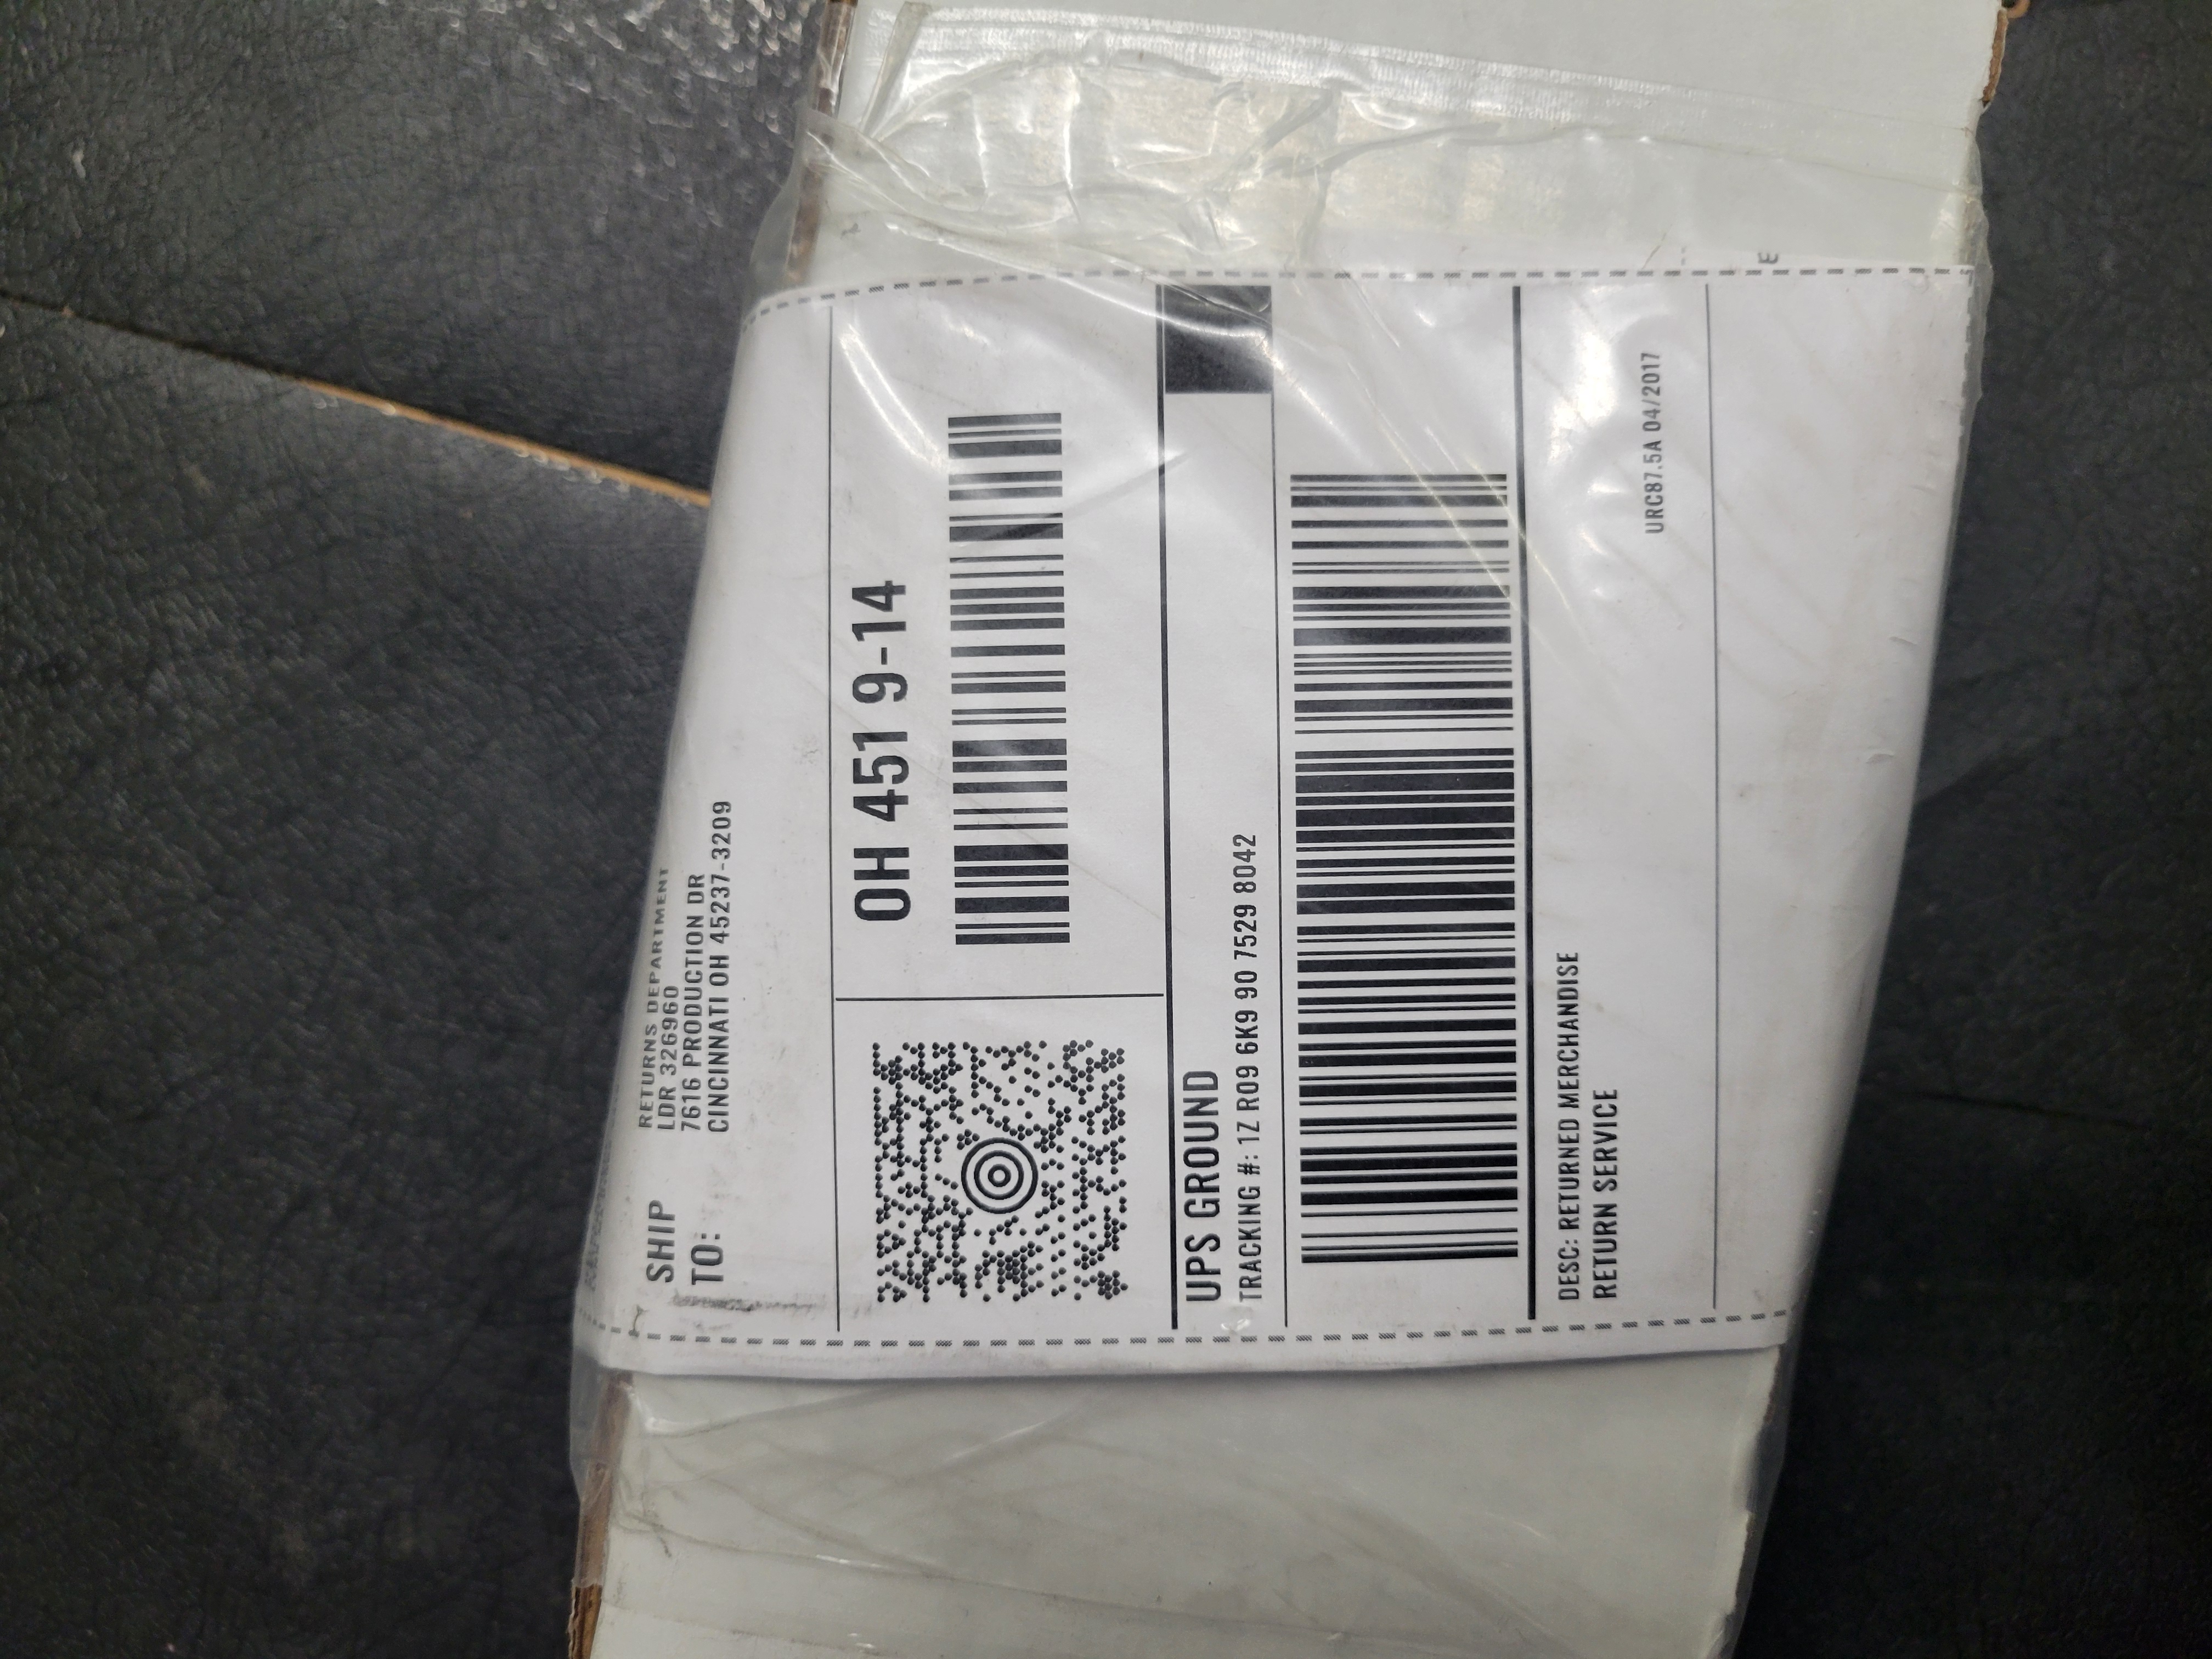 SHIP
TO:
RETURNS DEPARTMENT
LDR 326960
7616 PRODUCTION DR
CINCINNATI OH 45237-3209
OH 451 9-14
UPS GROUND
TRACKING #: 1Z R09 6K9 90 7529 8042
DESC: RETURNED MERCHANDISE
RETURN SERVICE
URC87.5A 04/2017